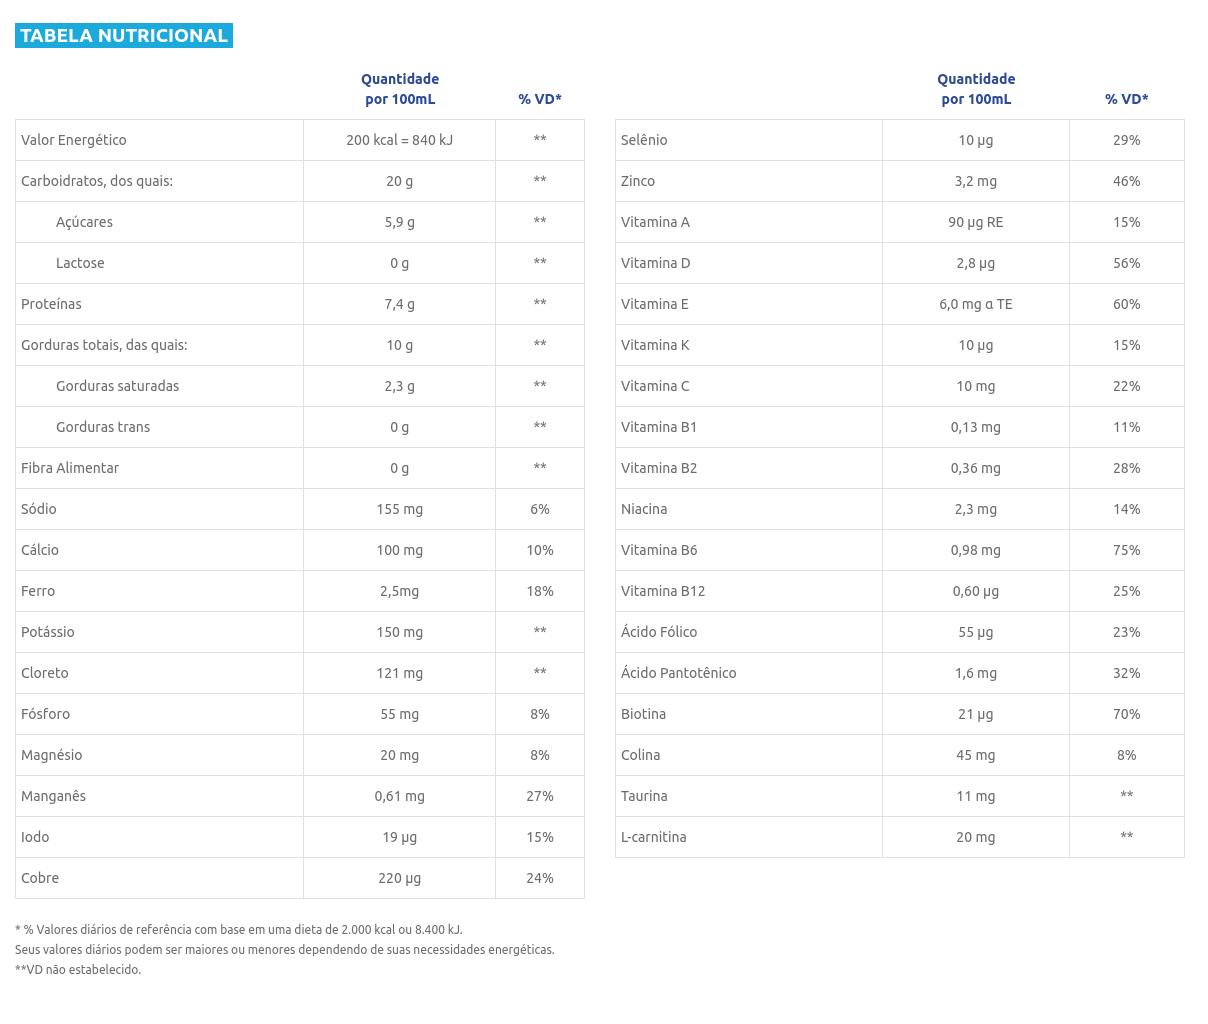 TABELA NUTRICIONAL
Quantidade
por 100mL % VD*
Valor Energético 200 kcal = 840 kJ **
Carboidratos, dos quais: 20 g **
Açúcares 5,9 g **
Lactose 0 g **
Proteínas 7,4 g **
Gorduras totais, das quais: 10 g **
Gorduras saturadas 2,3 g **
Gorduras trans 0 g **
Fibra Alimentar 0 g **
Sódio 155 mg 6%
Cálcio 100 mg 10%
Ferro 2,5mg 18%
Potássio 150 mg **
Cloreto 121 mg **
Fósforo 55 mg 8%
Magnésio 20 mg 8%
Manganês 0,61 mg 27%
Iodo 19 µg 15%
Cobre 220 µg 24%
Quantidade
por 100mL % VD*
Selênio 10 µg 29%
Zinco 3,2 mg 46%
Vitamina A 90 µg RE 15%
Vitamina D 2,8 µg 56%
Vitamina E 6,0 mg α TE 60%
Vitamina K 10 µg 15%
Vitamina C 10 mg 22%
Vitamina B1 0,13 mg 11%
Vitamina B2 0,36 mg 28%
Niacina 2,3 mg 14%
Vitamina B6 0,98 mg 75%
Vitamina B12 0,60 µg 25%
Ácido Fólico 55 µg 23%
Ácido Pantotênico 1,6 mg 32%
Biotina 21 µg 70%
Colina 45 mg 8%
Taurina 11 mg **
L-carnitina 20 mg **
* % Valores diários de referência com base em uma dieta de 2.000 kcal ou 8.400 kJ.
Seus valores diários podem ser maiores ou menores dependendo de suas necessidades energéticas.
**VD não estabelecido.